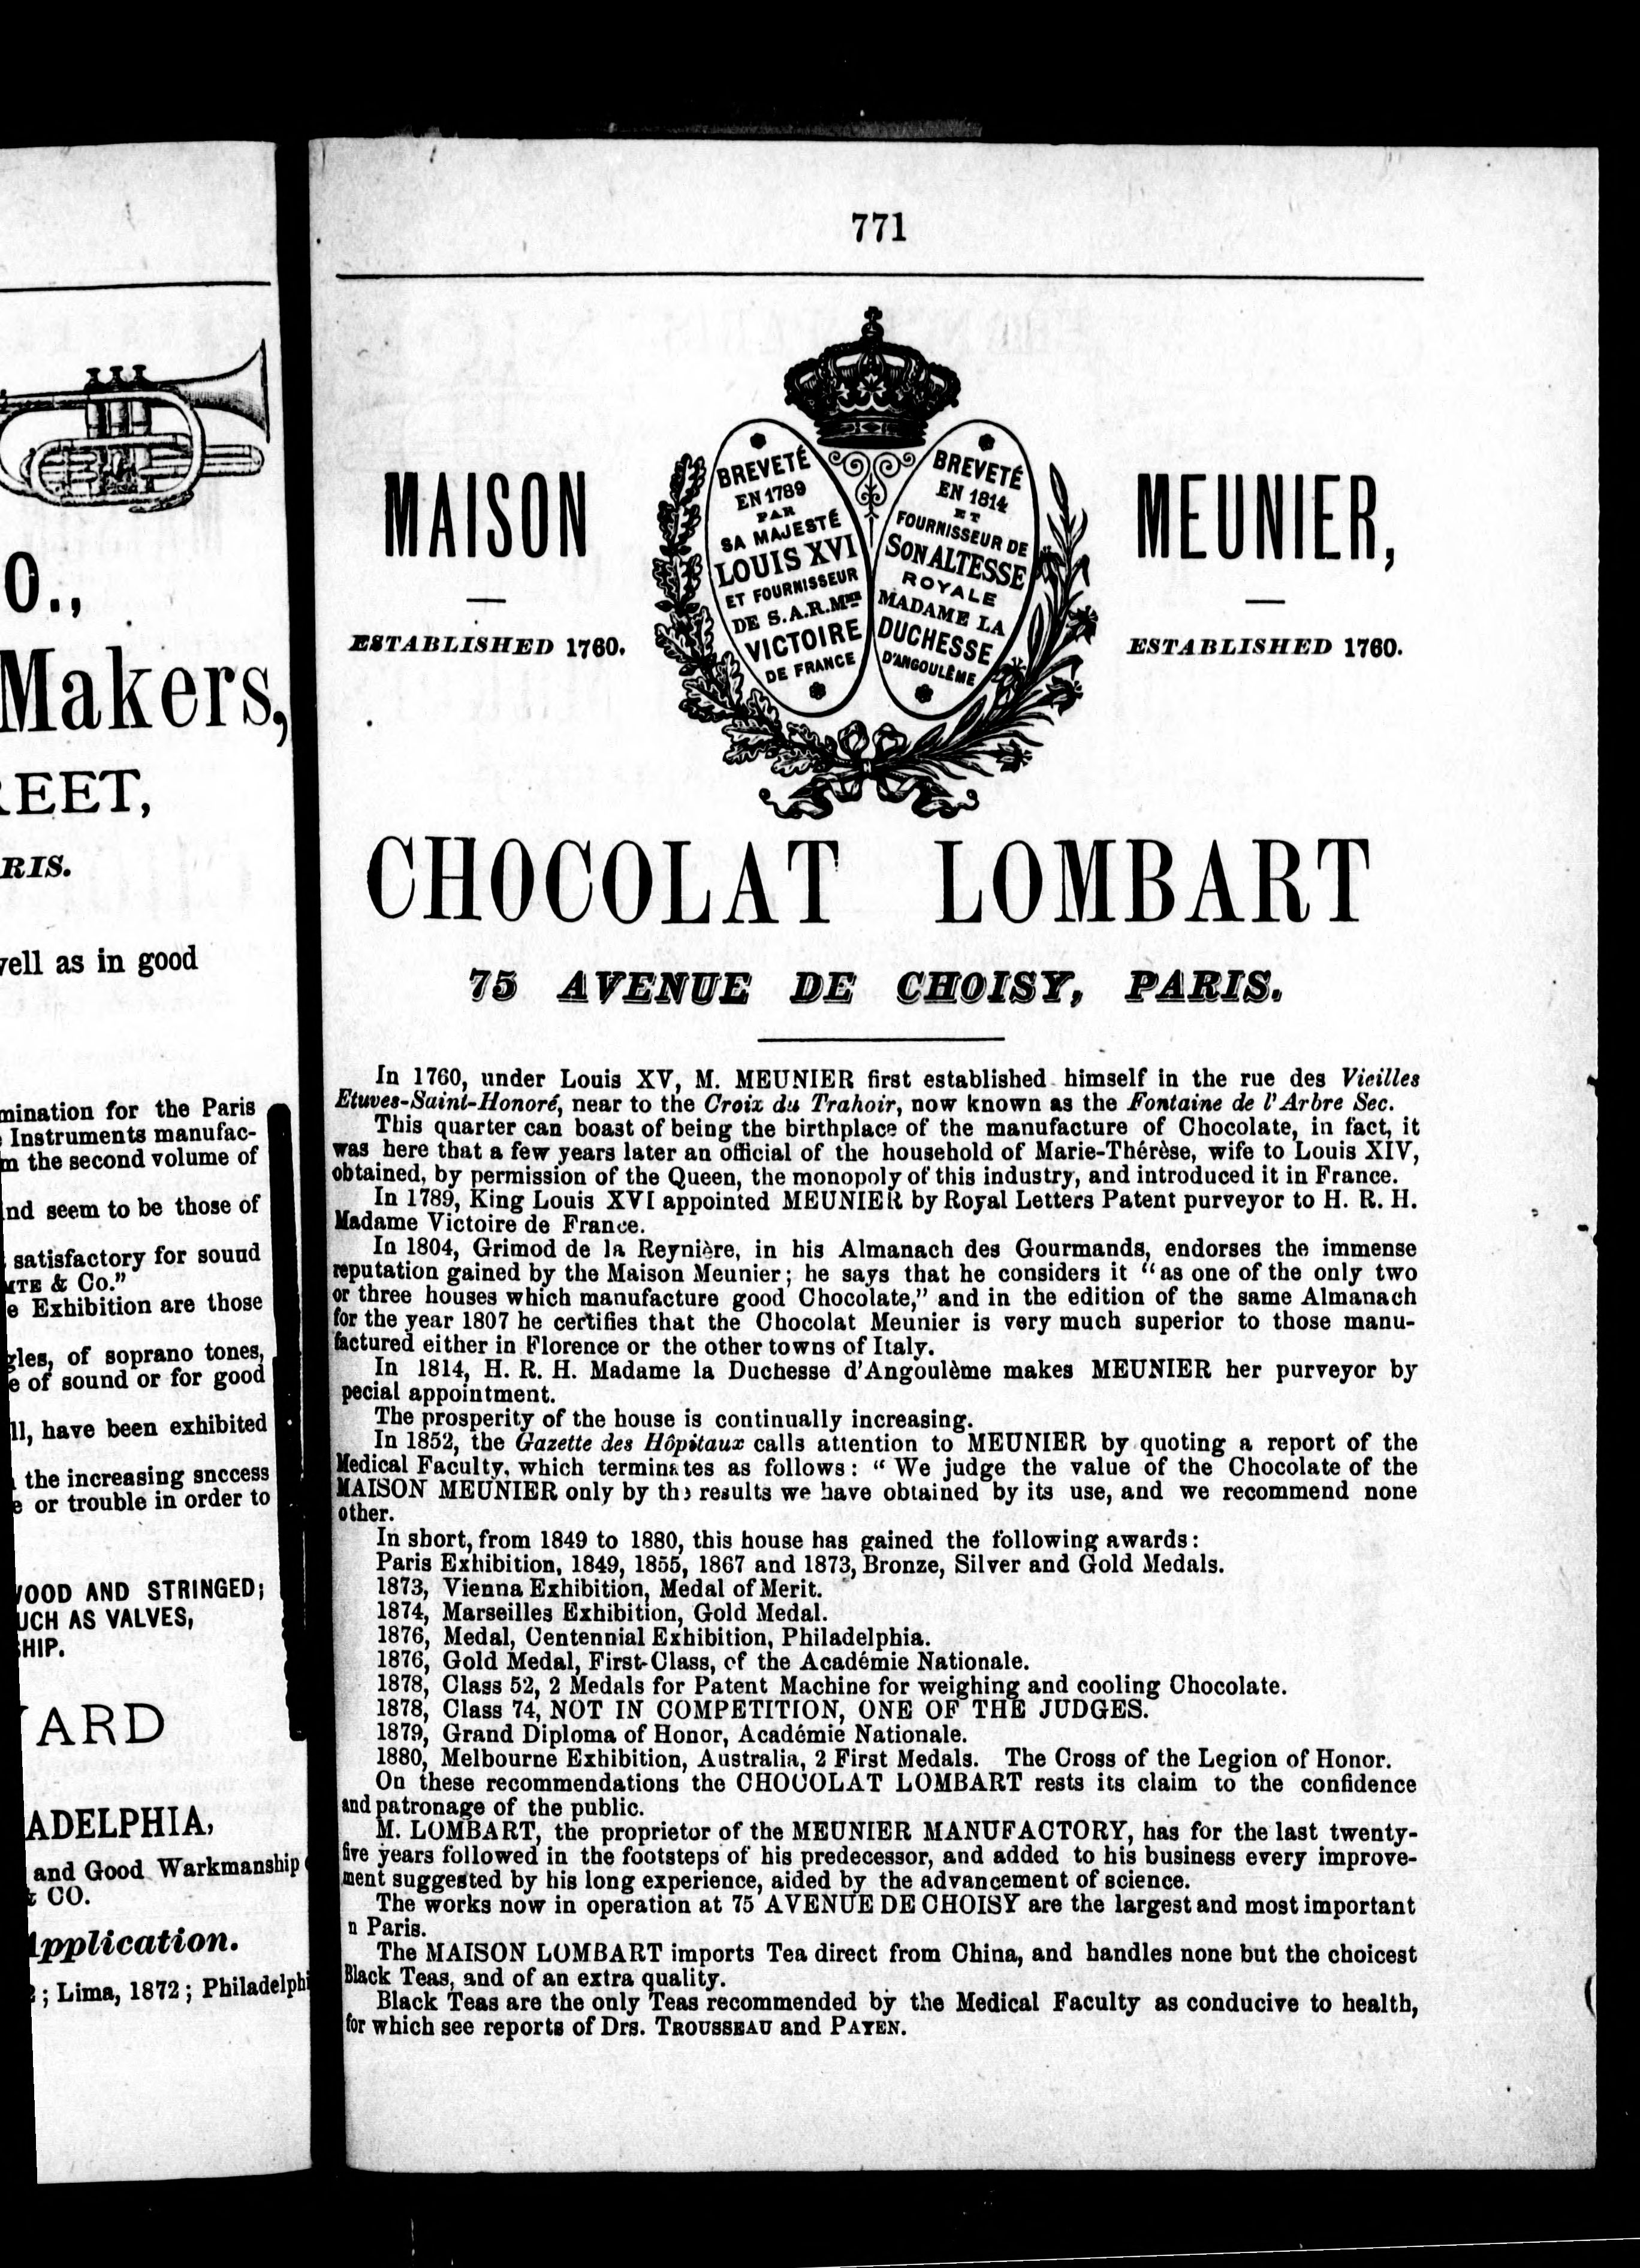 O.,
Makers,
REET,
RIS.
well as in good
mination for the Paris
Instruments manufac-
m the second volume of
nd seem to be those of
satisfactory for sound
& Co.”
e Exhibition are those
gles, of soprano tones,
e of sound or for good
ll, have been exhibited
the increasing snccess
e or trouble in order to
OOD AND STRINGED;
UCH AS VALVES,
HIP.
ARD
ADELPHIA,
and Good Warkmanship
& CO.
pplication.
; Lima, 1872; Philadelphi
771
MAISON
ESTABLISHED 1760.
BREVETÉ
EN 1789
PAR
SA MAJESTÉ
LOUIS XVI
ET FOURNISSEUR
DE S.A.R.Mme
VICTOIRE
DE FRANCE
BREVETÉ
EN 1814
ET
FOURNISSEUR DE
SON ALTESSE
ROYALE
MADAME LA
DUCHESSE
D'ANGOULÊME
MEUNIER,
ESTABLISHED 1760.
CHOCOLAT LOMBART
75 AVENUE DE CHOISY, PARIS.
In 1760, under Louis XV, M. MEUNIER first established himself in the rue des Vieilles
Etuves-Saint-Honoré, near to the Croix du Trahoir, now known as the Fontaine de l'Arbre Sec.
This quarter can boast of being the birthplace of the manufacture of Chocolate, in fact, it
was here that a few years later an official of the household of Marie-Thérèse, wife to Louis XIV,
obtained, by permission of the Queen, the monopoly of this industry, and introduced it in France.
In 1789, King Louis XVI appointed MEUNIER by Royal Letters Patent purveyor to H. R. H.
Madame Victoire de France.
In 1804, Grimod de la Reynière, in his Almanach des Gourmands, endorses the immense
reputation gained by the Maison Meunier; he says that he considers it “as one of the only two
or three houses which manufacture good Chocolate,” and in the edition of the same Almanach
for the year 1807 he certifies that the Chocolat Meunier is very much superior to those manu-
factured either in Florence or the other towns of Italy.
In 1814, H. R. H. Madame la Duchesse d'Angoulème makes MEUNIER her purveyor by
pecial appointment.
The prosperity of the house is continually increasing.
In 1852, the Gazette des Hôpitaux calls attention to MEUNIER by quoting a report of the
Medical Faculty, which terminates as follows: “We judge the value of the Chocolate of the
MAISON MEUNIER only by the results we have obtained by its use, and we recommend none
other.
In short, from 1849 to 1880, this house has gained the following awards:
Paris Exhibition, 1849, 1855, 1867 and 1873, Bronze, Silver and Gold Medals.
1873, Vienna Exhibition, Medal of Merit.
1874, Marseilles Exhibition, Gold Medal.
1876, Medal, Centennial Exhibition, Philadelphia.
1876, Gold Medal, First-Class, of the Académie Nationale.
1878, Class 52, 2 Medals for Patent Machine for weighing and cooling Chocolate.
1878, Class 74, NOT IN COMPETITION, ONE OF THE JUDGES.
1879, Grand Diploma of Honor, Académie Nationale.
1880, Melbourne Exhibition, Australia, 2 First Medals. The Cross of the Legion of Honor.
On these recommendations the CHOCOLAT LOMBART rests its claim to the confidence
and patronage of the public.
M. LOMBART, the proprietor of the MEUNIER MANUFACTORY, has for the last twenty-
five years followed in the footsteps of his predecessor, and added to his business every improve-
ment suggested by his long experience, aided by the advancement of science.
The works now in operation at 75 AVENUE DE CHOISY are the largest and most important
n Paris.
The MAISON LOMBART imports Tea direct from China, and handles none but the choicest
Black Teas, and of an extra quality.
Black Teas are the only Teas recommended by the Medical Faculty as conducive to health,
for which see reports of Drs. TROUSSEAU and PAYEN.